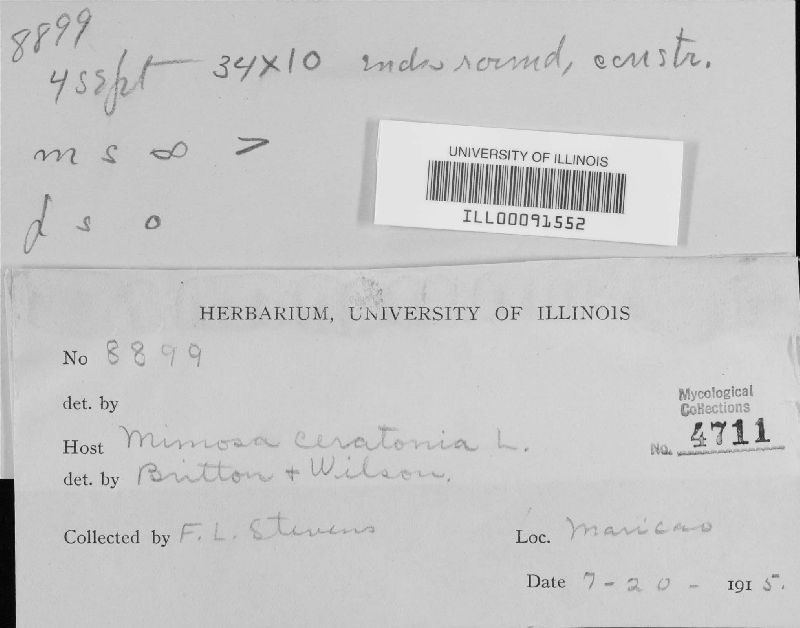 8899
4 sept 34×10 ends round, constr.
m s ∞ >
d s o
UNIVERSITY OF ILLINOIS
ILL00091552
HERBARIUM, UNIVERSITY OF ILLINOIS
No 8899
det. by
Mycological
Collections
No. 4711
Host Mimosa ceratonia L.
det. by Britton + Wilson.
Collected by F. L. Stevens
Loc. Maricao
Date 7-20- 1915.